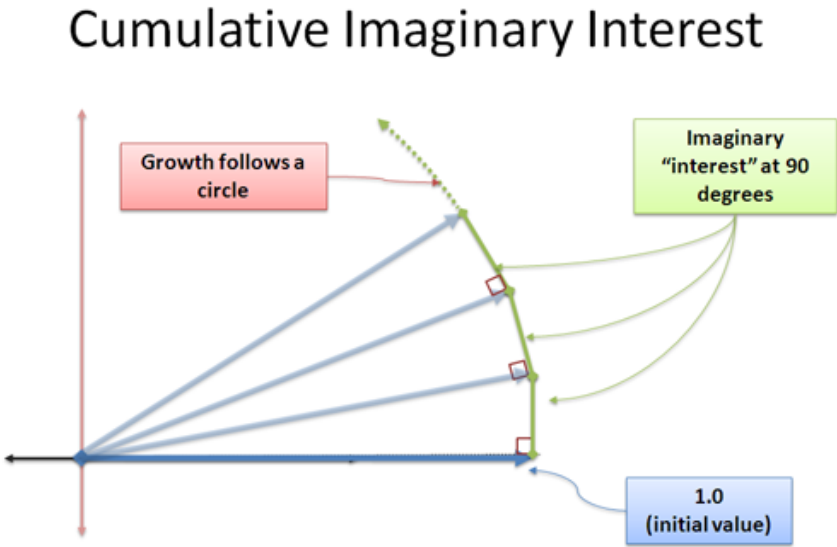 Cumulative Imaginary Interest
Growth follows a
circle
Imaginary
“interest” at 90
degrees
1.0
(initial value)